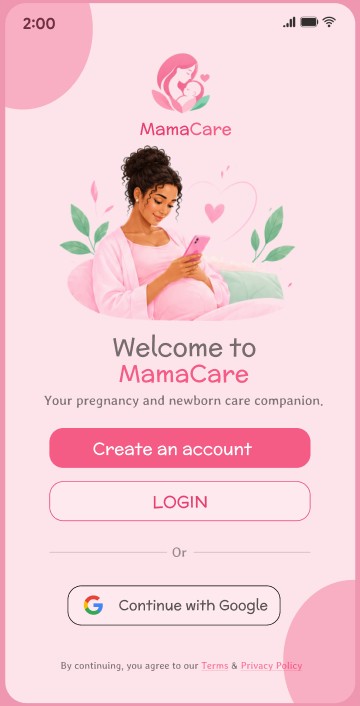 2:00
MamaCare
Welcome to
MamaCare
Your pregnancy and newborn care companion.
Create an account
LOGIN
Or
Continue with Google
By continuing, you agree to our Terms & Privacy Policy